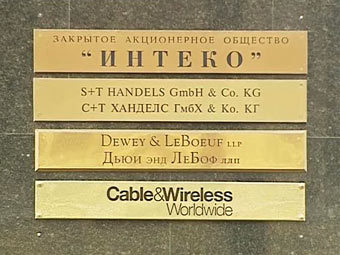 ЗАКРЫТОЕ АКЦИОНЕРНОЕ ОБЩЕСТВО
“ИНТЕКО”
S+T HANDELS GmbH & Co. KG
С+Т ХАНДЕЛС ГмбХ & Ко. КГ
DEWEY & LEBOEUF LLP
ДЬЮИ ЭНД ЛЕБОФ ЛЛП
Cable&Wireless
Worldwide